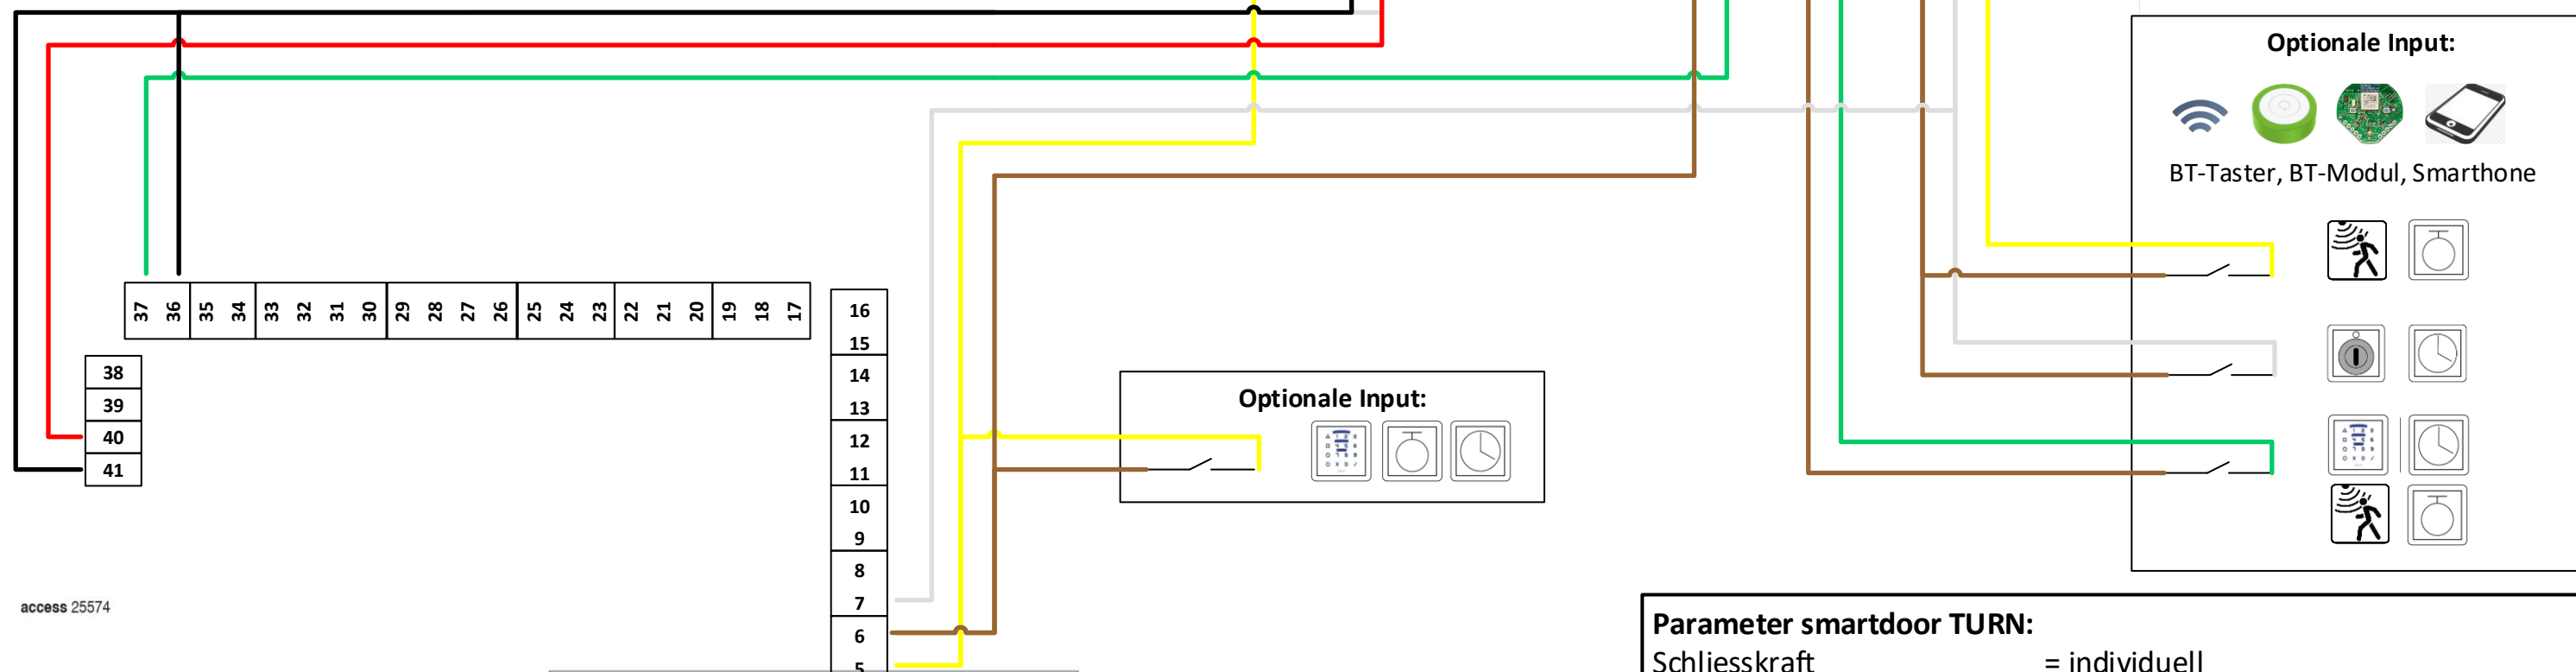 Optionale Input:
BT-Taster, BT-Modul, Smarthone
37 36 35 34 33 32 31 30 29 28 27 26 25 24 23 22 21 20 19 18 17
16
15
14
13
12
11
10
9
8
7
6
5
38
39
40
41
Optionale Input:
access 25574
Parameter smartdoor TURN:
Schliesskraft = individuell